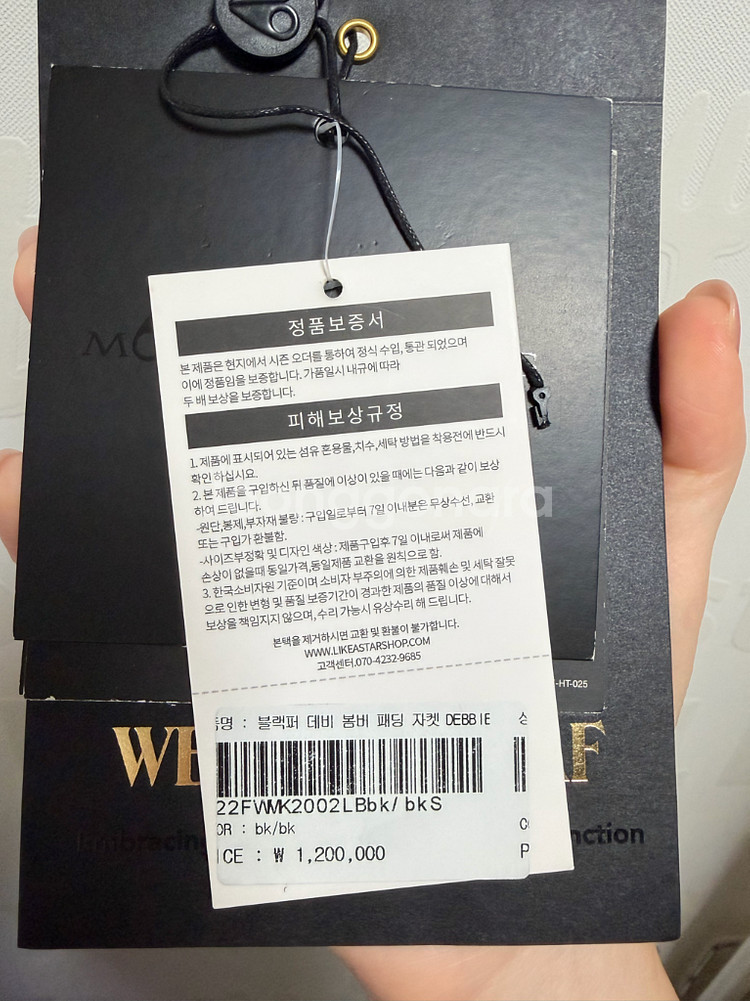 정품보증서
본 제품은 현지에서 시즌 오더를 통하여 정식 수입, 통관 되었으며
이에 정품임을 보증합니다. 가품일시 내규에 따라
두 배 보상을 보증합니다.
피해보상규정
1. 제품에 표시되어 있는 섬유 혼용물,치수,세탁 방법을 착용전에 반드시
확인 하십시요.
2. 본 제품을 구입하신 뒤 품질에 이상이 있을 때에는 다음과 같이 보상
하여 드립니다.
-원단,봉제,부자재 불량 : 구입일로부터 7일 이내분은 무상수선, 교환
또는 구입가 환불함.
-사이즈부정확 및 디자인 색상 : 제품구입후 7일 이내로써 제품에
손상이 없을때 동일가격,동일제품 교환을 원칙으로 함.
3. 한국소비자원 기준이며 소비자 부주의에 의한 제품훼손 및 세탁 잘못
으로 인한 변형 및 품질 보증기간이 경과한 제품의 품질 이상에 대해서
보상을 책임지지 않으며, 수리 가능시 유상수리 해 드립니다.
본택을 제거하시면 교환 및 환불이 불가합니다.
WWW.LIKEASTARSHOP.COM
고객센터.070-4232-9685
-HT-025
명 : 블랙퍼 데비 봄버 패딩 자켓 DEBBIE
22FWMK2002LBbk/bkS
OR : bk/bk
ICE : ₩ 1,200,000
Embracing